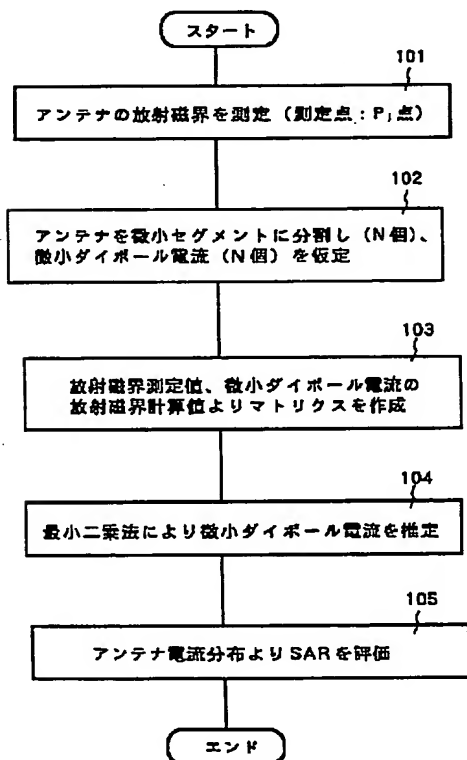 スタート
101
アンテナの放射磁界を測定（測定点：Pj点）
102
アンテナを微小セグメントに分割し（N個）、
微小ダイポール電流（N個）を仮定
103
放射磁界測定値、微小ダイポール電流の
放射磁界計算値よりマトリクスを作成
104
最小二乗法により微小ダイポール電流を推定
105
アンテナ電流分布よりSARを評価
エンド